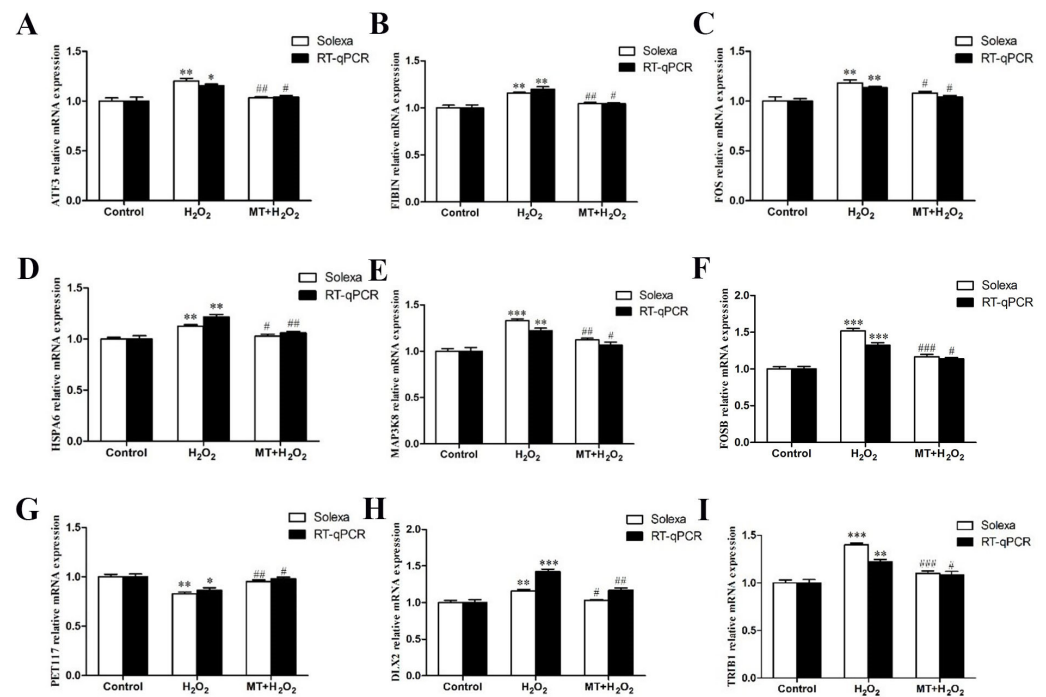 A
Solexa
RT-qPCR
ATF3 relative mRNA expression
1.5
1.0
0.5
0.0
** * ## #
Control H₂O₂ MT+H₂O₂
B
Solexa
RT-qPCR
FIBIN relative mRNA expression
1.5
1.0
0.5
0.0
** ** ## #
Control H₂O₂ MT+H₂O₂
C
Solexa
RT-qPCR
FOS relative mRNA expression
1.5
1.0
0.5
0.0
** ** # #
Control H₂O₂ MT+H₂O₂
D
Solexa
RT-qPCR
HSPA6 relative mRNA expression
1.5
1.0
0.5
0.0
** ** # ##
Control H₂O₂ MT+H₂O₂
E
Solexa
RT-qPCR
MAP3K8 relative mRNA expression
1.5
1.0
0.5
0.0
*** ** ## #
Control H₂O₂ MT+H₂O₂
F
Solexa
RT-qPCR
FOSB relative mRNA expression
2.0
1.5
1.0
0.5
0.0
*** *** ### #
Control H₂O₂ MT+H₂O₂
G
Solexa
RT-qPCR
PET117 relative mRNA expression
1.5
1.0
0.5
0.0
** * ## #
Control H₂O₂ MT+H₂O₂
H
Solexa
RT-qPCR
DLX2 relative mRNA expression
2.0
1.5
1.0
0.5
0.0
** *** # ##
Control H₂O₂ MT+H₂O₂
I
Solexa
RT-qPCR
TRIB1 relative mRNA expression
1.5
1.0
0.5
0.0
*** ** ### #
Control H₂O₂ MT+H₂O₂